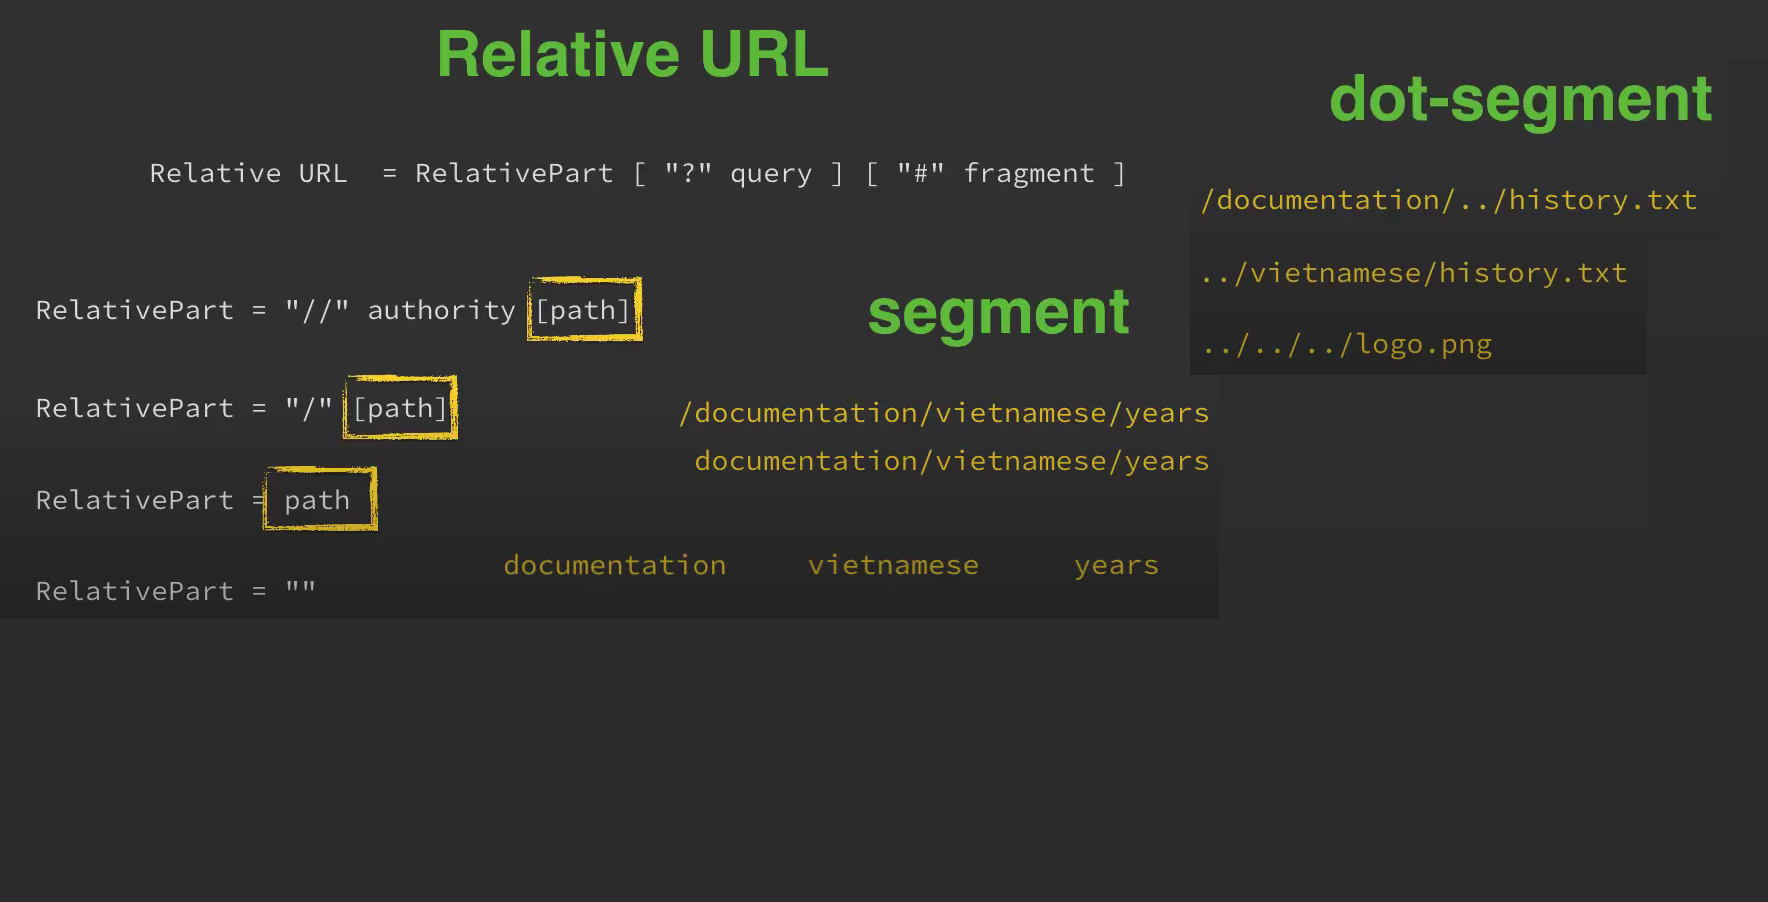 Relative URL
Relative URL  = RelativePart [ "?" query ] [ "#" fragment ]
RelativePart = "//" authority [path]
RelativePart = "/" [path]
RelativePart = path
RelativePart = ""
segment
/documentation/vietnamese/years
documentation/vietnamese/years
documentation vietnamese years
dot-segment
/documentation/../history.txt
../vietnamese/history.txt
../../../logo.png